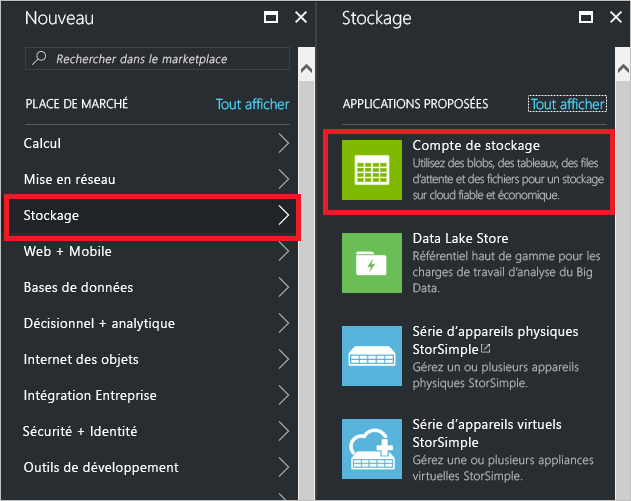 Nouveau
Rechercher dans le marketplace
PLACE DE MARCHÉ
Tout afficher
Calcul
Mise en réseau
Stockage
Web + Mobile
Bases de données
Décisionnel + analytique
Internet des objets
Intégration Entreprise
Sécurité + Identité
Outils de développement
Stockage
APPLICATIONS PROPOSÉES
Tout afficher
Compte de stockage
Utilisez des blobs, des tableaux, des files
d'attente et des fichiers pour un stockage
sur cloud fiable et économique.
Data Lake Store
Référentiel haut de gamme pour les
charges de travail d'analyse du Big
Data.
Série d'appareils physiques
StorSimple
Gérez un ou plusieurs appareils
physiques StorSimple.
Série d'appareils virtuels
StorSimple
Gérez un ou plusieurs appliances
virtuelles StorSimple.